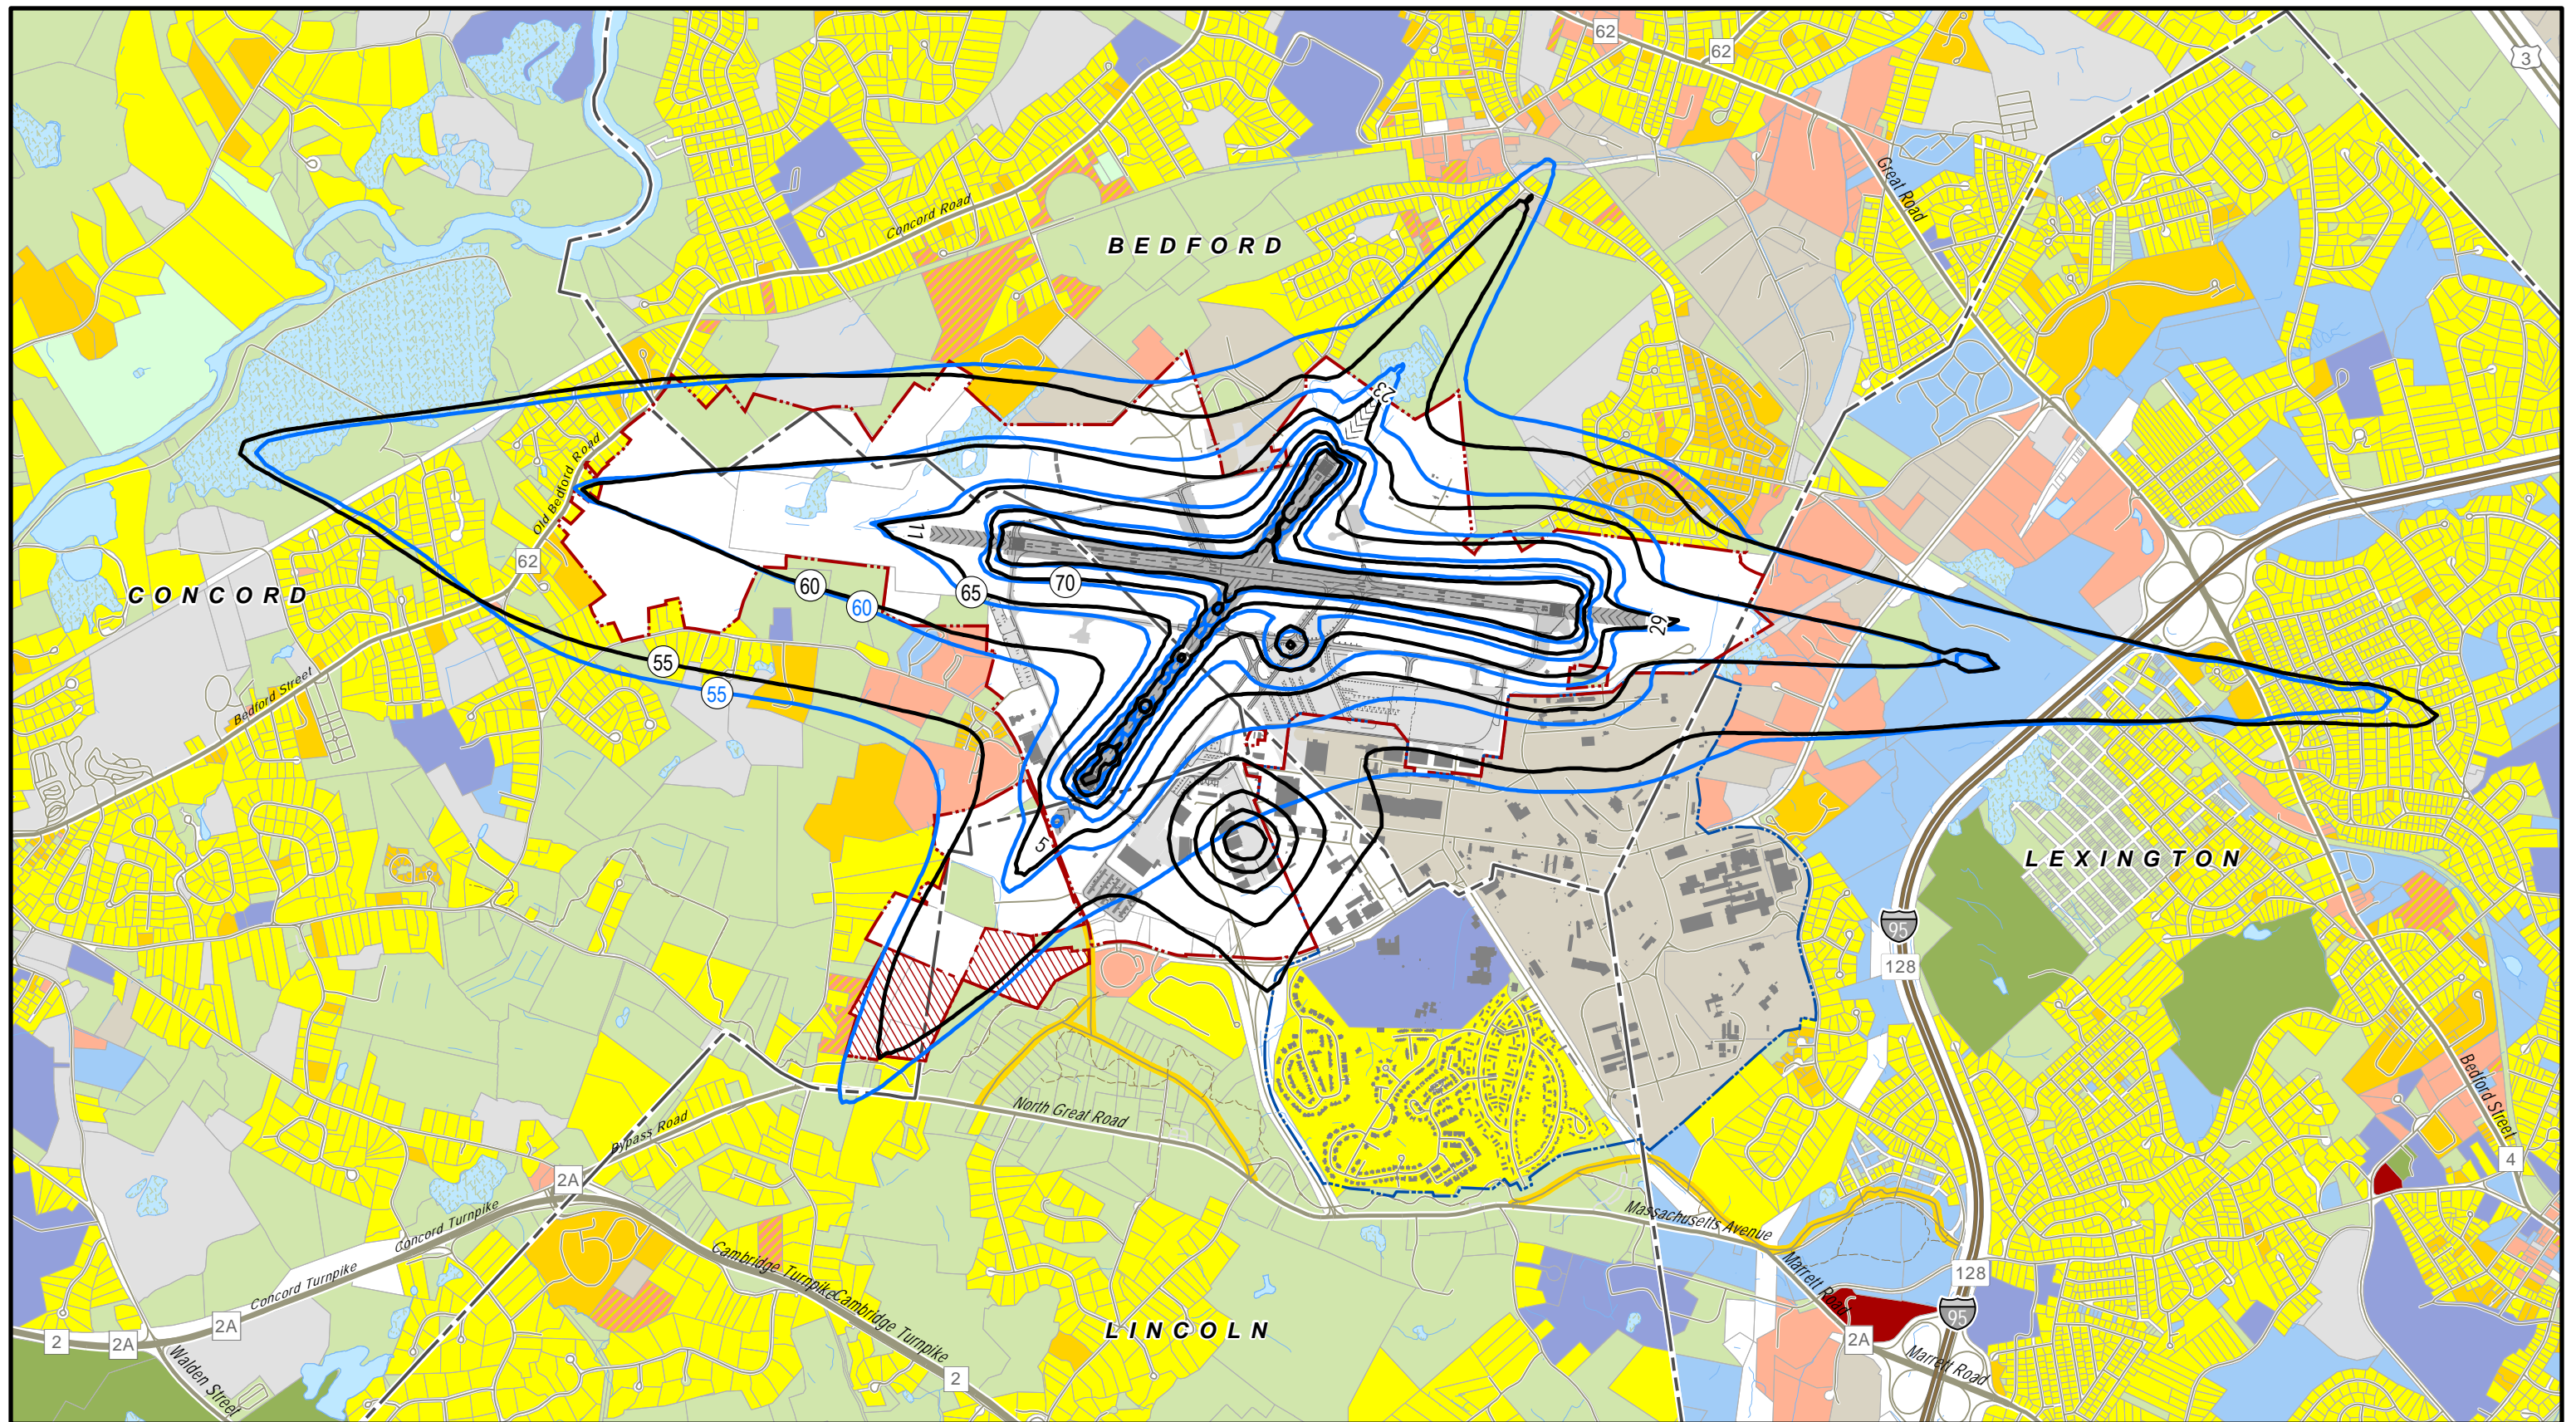 62
62
3
Great Road
Concord Road
BEDFORD
23
Old Bedford Road
11
62
CONCORD
60
60
65
70
29
55
55
Bedford Street
5
LEXINGTON
95
128
North Great Road
Bypass Road
2A
Concord Turnpike
Concord Turnpike
2A
2A
2
Walden Street
Cambridge Turnpike
Cambridge Turnpike
2
LINCOLN
Massachusetts Avenue
Marrett Road
128
95
2A
Marrett Road
Bedford Street
4